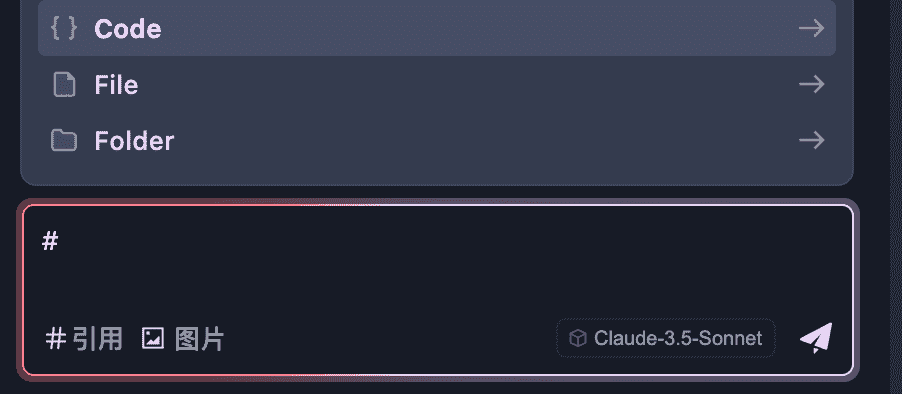 Code
File
Folder
#
#引用 图片 Claude-3.5-Sonnet